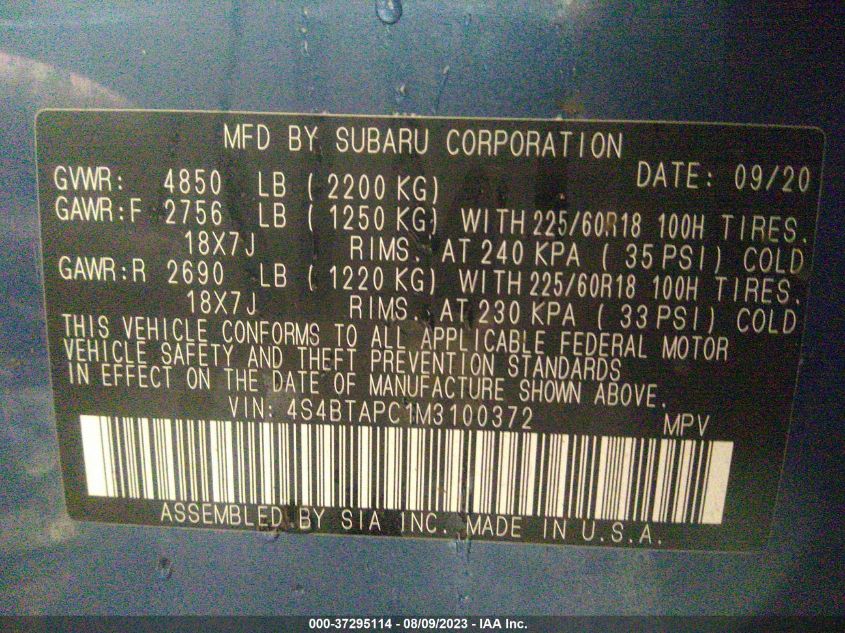 MFD BY SUBARU CORPORATION
DATE: 09/20
GVWR: 4850 LB ( 2200 KG)
GAWR:F 2756 LB ( 1250 KG) WITH 225/60R18 100H TIRES.
18X7J RIMS. AT 240 KPA ( 35 PSI) COLD
GAWR:R 2690 LB ( 1220 KG) WITH 225/60R18 100H TIRES.
18X7J RIMS. AT 230 KPA ( 33 PSI) COLD
THIS VEHICLE CONFORMS TO ALL APPLICABLE FEDERAL MOTOR
VEHICLE SAFETY AND THEFT PREVENTION STANDARDS
IN EFFECT ON THE DATE OF MANUFACTURE SHOWN ABOVE.
VIN: 4S4BTAPC1M3100372 MPV
ASSEMBLED BY SIA INC. MADE IN U.S.A.
000-37295114 - 08/09/2023 - IAA Inc.